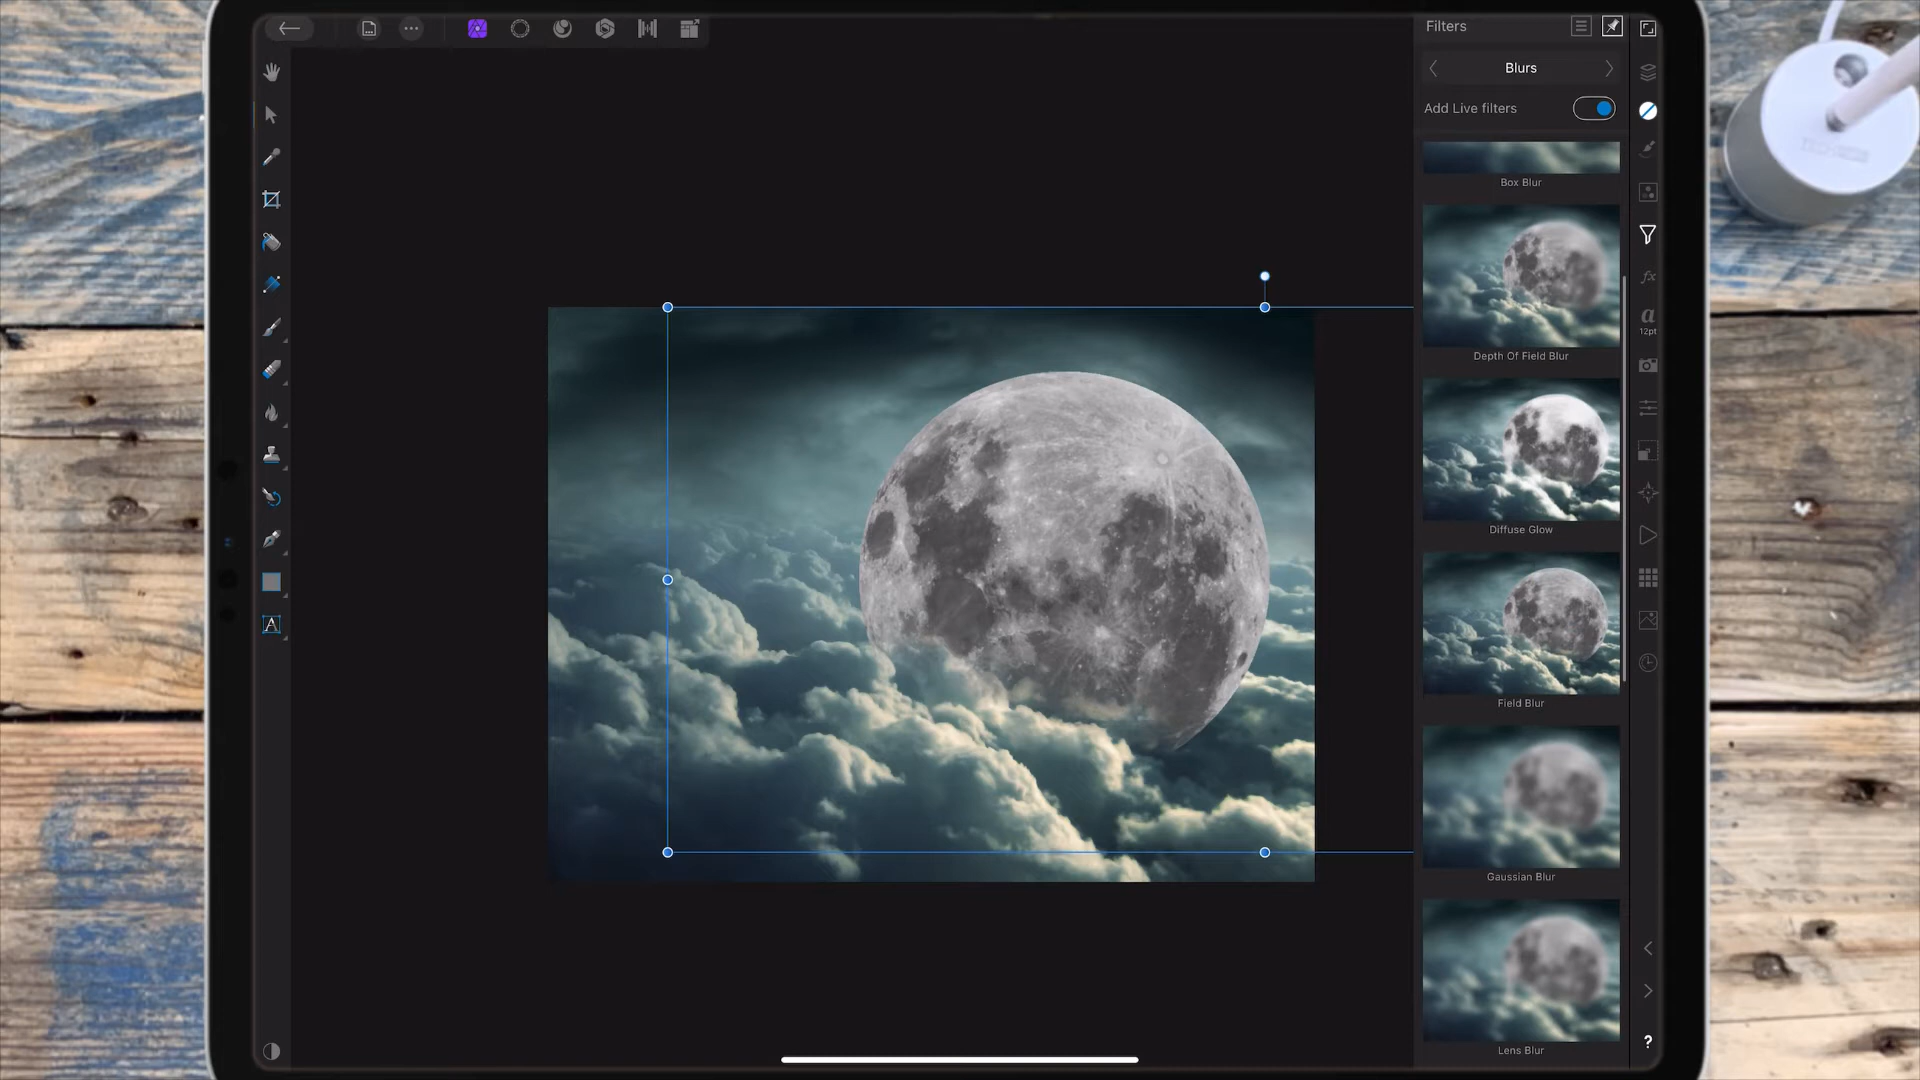 Filters
Blurs
Add Live filters
Box Blur
Depth Of Field Blur
Diffuse Glow
Field Blur
Gaussian Blur
Lens Blur
a
12pt
fx
A
?